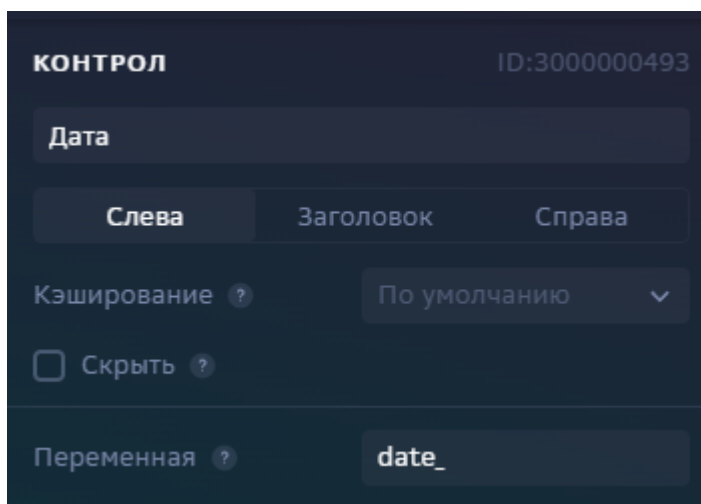 КОНТРОЛ ID:3000000493
Дата
Слева Заголовок Справа
Кэширование ? По умолчанию
Скрыть ?
Переменная ? date_